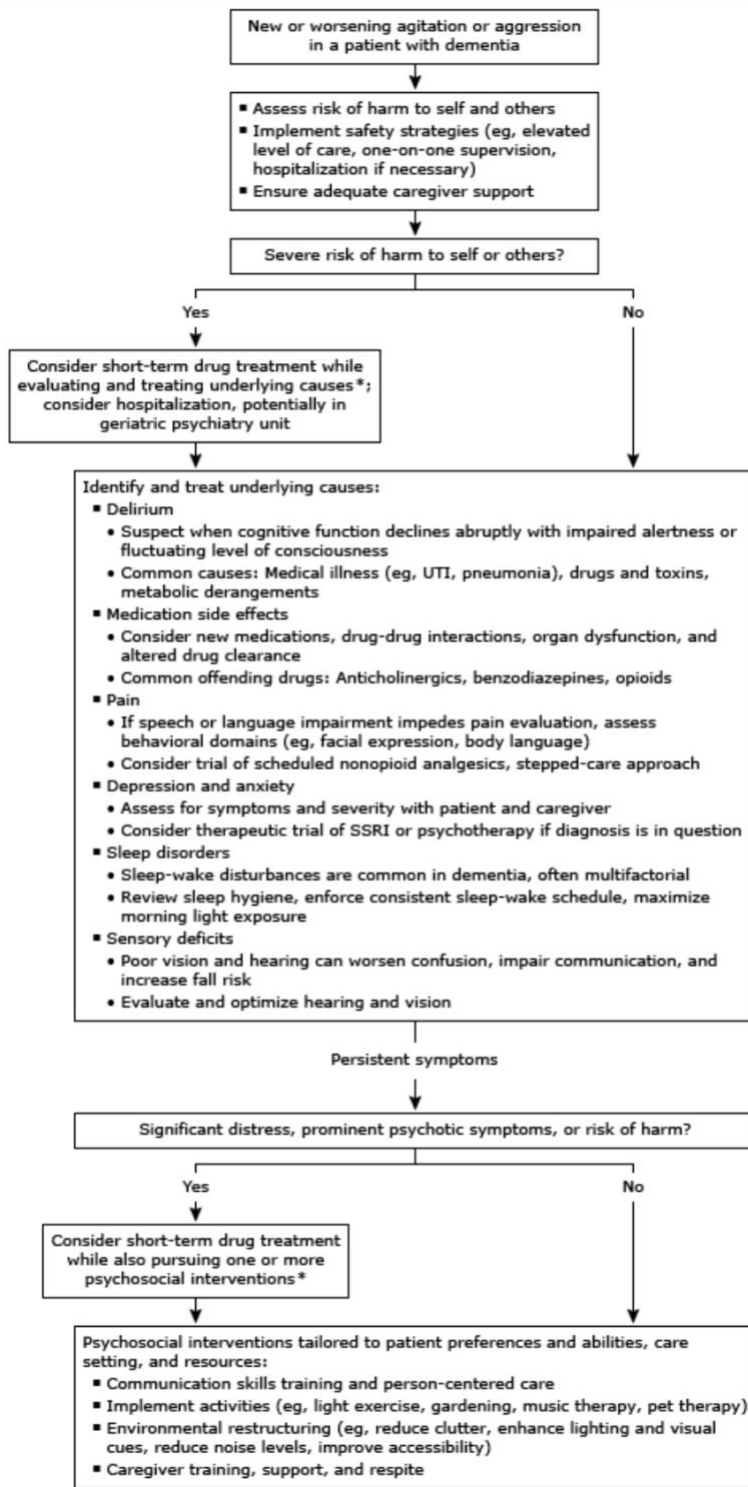 New or worsening agitation or aggression
in a patient with dementia
▪ Assess risk of harm to self and others
▪ Implement safety strategies (eg, elevated
level of care, one-on-one supervision,
hospitalization if necessary)
▪ Ensure adequate caregiver support
Severe risk of harm to self or others?
Yes
No
Consider short-term drug treatment while
evaluating and treating underlying causes*;
consider hospitalization, potentially in
geriatric psychiatry unit
Identify and treat underlying causes:
▪ Delirium
• Suspect when cognitive function declines abruptly with impaired alertness or
fluctuating level of consciousness
• Common causes: Medical illness (eg, UTI, pneumonia), drugs and toxins,
metabolic derangements
▪ Medication side effects
• Consider new medications, drug-drug interactions, organ dysfunction, and
altered drug clearance
• Common offending drugs: Anticholinergics, benzodiazepines, opioids
▪ Pain
• If speech or language impairment impedes pain evaluation, assess
behavioral domains (eg, facial expression, body language)
• Consider trial of scheduled nonopioid analgesics, stepped-care approach
▪ Depression and anxiety
• Assess for symptoms and severity with patient and caregiver
• Consider therapeutic trial of SSRI or psychotherapy if diagnosis is in question
▪ Sleep disorders
• Sleep-wake disturbances are common in dementia, often multifactorial
• Review sleep hygiene, enforce consistent sleep-wake schedule, maximize
morning light exposure
▪ Sensory deficits
• Poor vision and hearing can worsen confusion, impair communication, and
increase fall risk
• Evaluate and optimize hearing and vision
Persistent symptoms
Significant distress, prominent psychotic symptoms, or risk of harm?
Yes
No
Consider short-term drug treatment
while also pursuing one or more
psychosocial interventions*
Psychosocial interventions tailored to patient preferences and abilities, care
setting, and resources:
▪ Communication skills training and person-centered care
▪ Implement activities (eg, light exercise, gardening, music therapy, pet therapy)
▪ Environmental restructuring (eg, reduce clutter, enhance lighting and visual
cues, reduce noise levels, improve accessibility)
▪ Caregiver training, support, and respite